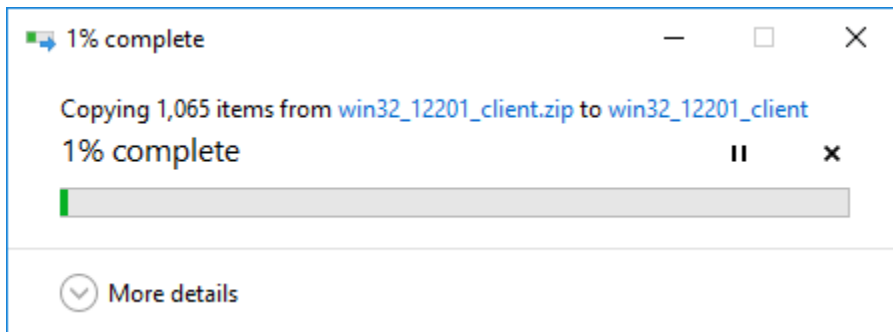 1% complete
Copying 1,065 items from win32_12201_client.zip to win32_12201_client
1% complete
More details